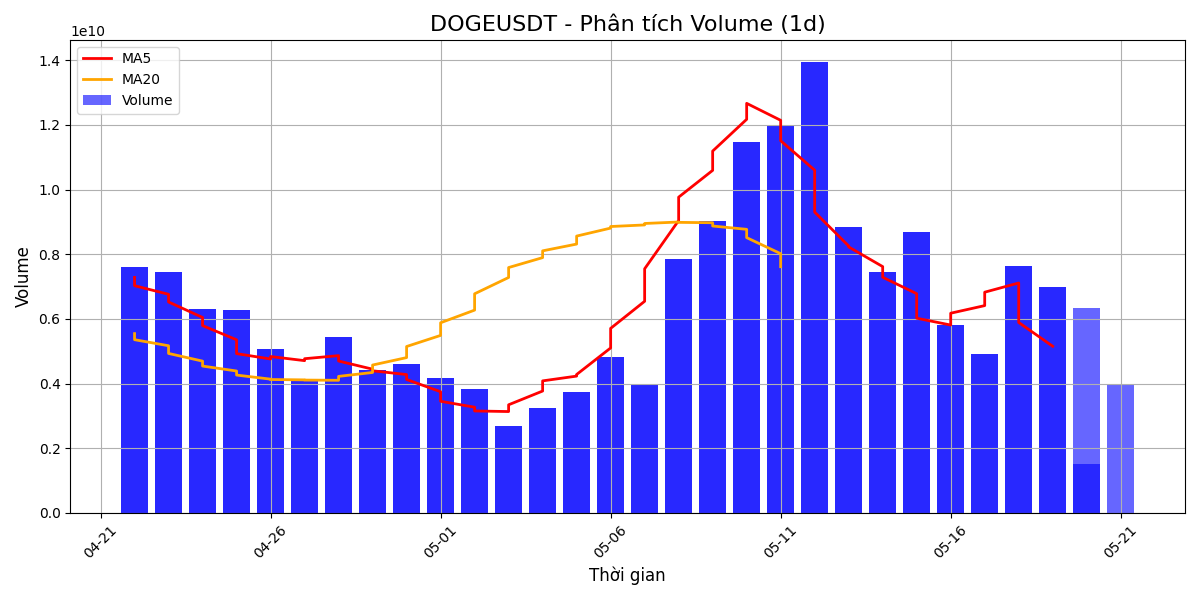 DOGEUSDT - Phân tích Volume (1d)
1e10
MA5
MA20
Volume
1.4
1.2
1.0
0.8
0.6
0.4
0.2
0.0
Volume
04-21
04-26
05-01
05-06
05-11
05-16
05-21
Thời gian